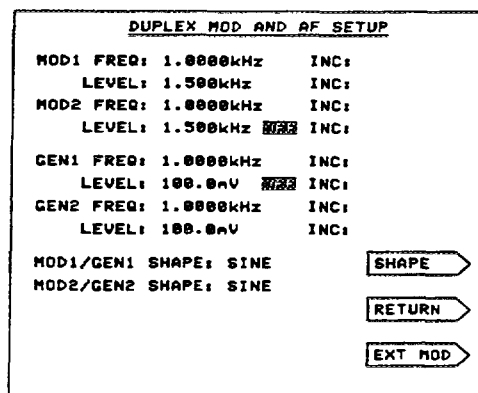 DUPLEX MOD AND AF SETUP
MOD1 FREQ: 1.0000kHz INC:
LEVEL: 1.500kHz
MOD2 FREQ: 1.0000kHz INC:
LEVEL: 1.500kHz OFF INC:
GEN1 FREQ: 1.0000kHz INC:
LEVEL: 100.0mV OFF INC:
GEN2 FREQ: 1.0000kHz INC:
LEVEL: 100.0mV INC:
MOD1/GEN1 SHAPE: SINE SHAPE
MOD2/GEN2 SHAPE: SINE
RETURN
EXT MOD